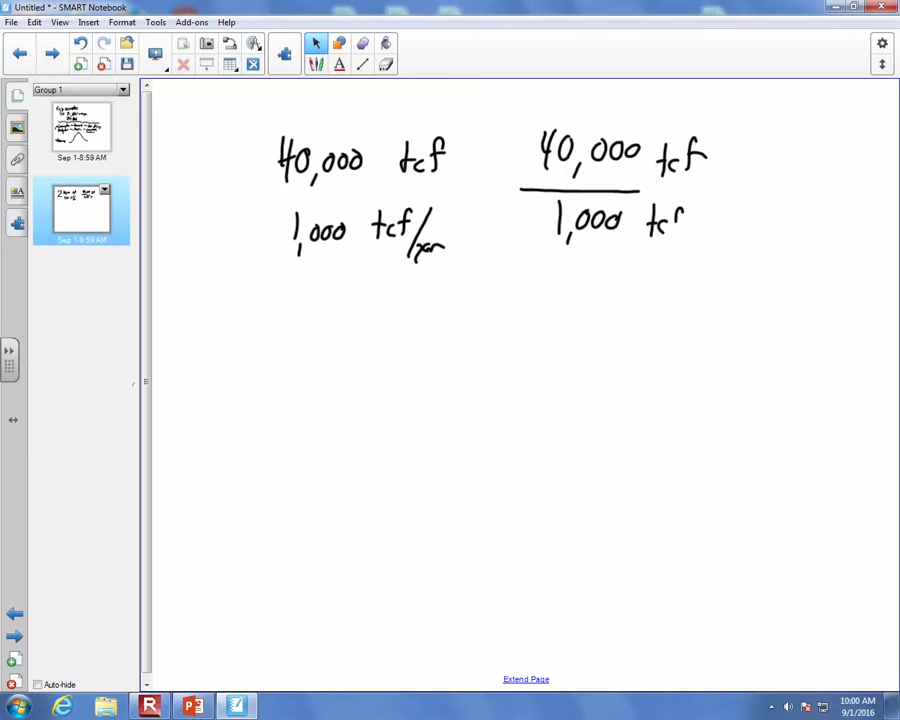 Untitled * - SMART Notebook
File Edit View Insert Format Tools Add-ons Help
Group 1
Sep 1-8:59 AM
Sep 1-9:59 AM
40,000 tcf
1,000 tcf/year
40,000 tcf
1,000 tcf
Extend Page
Auto-hide
10:00 AM
9/1/2016